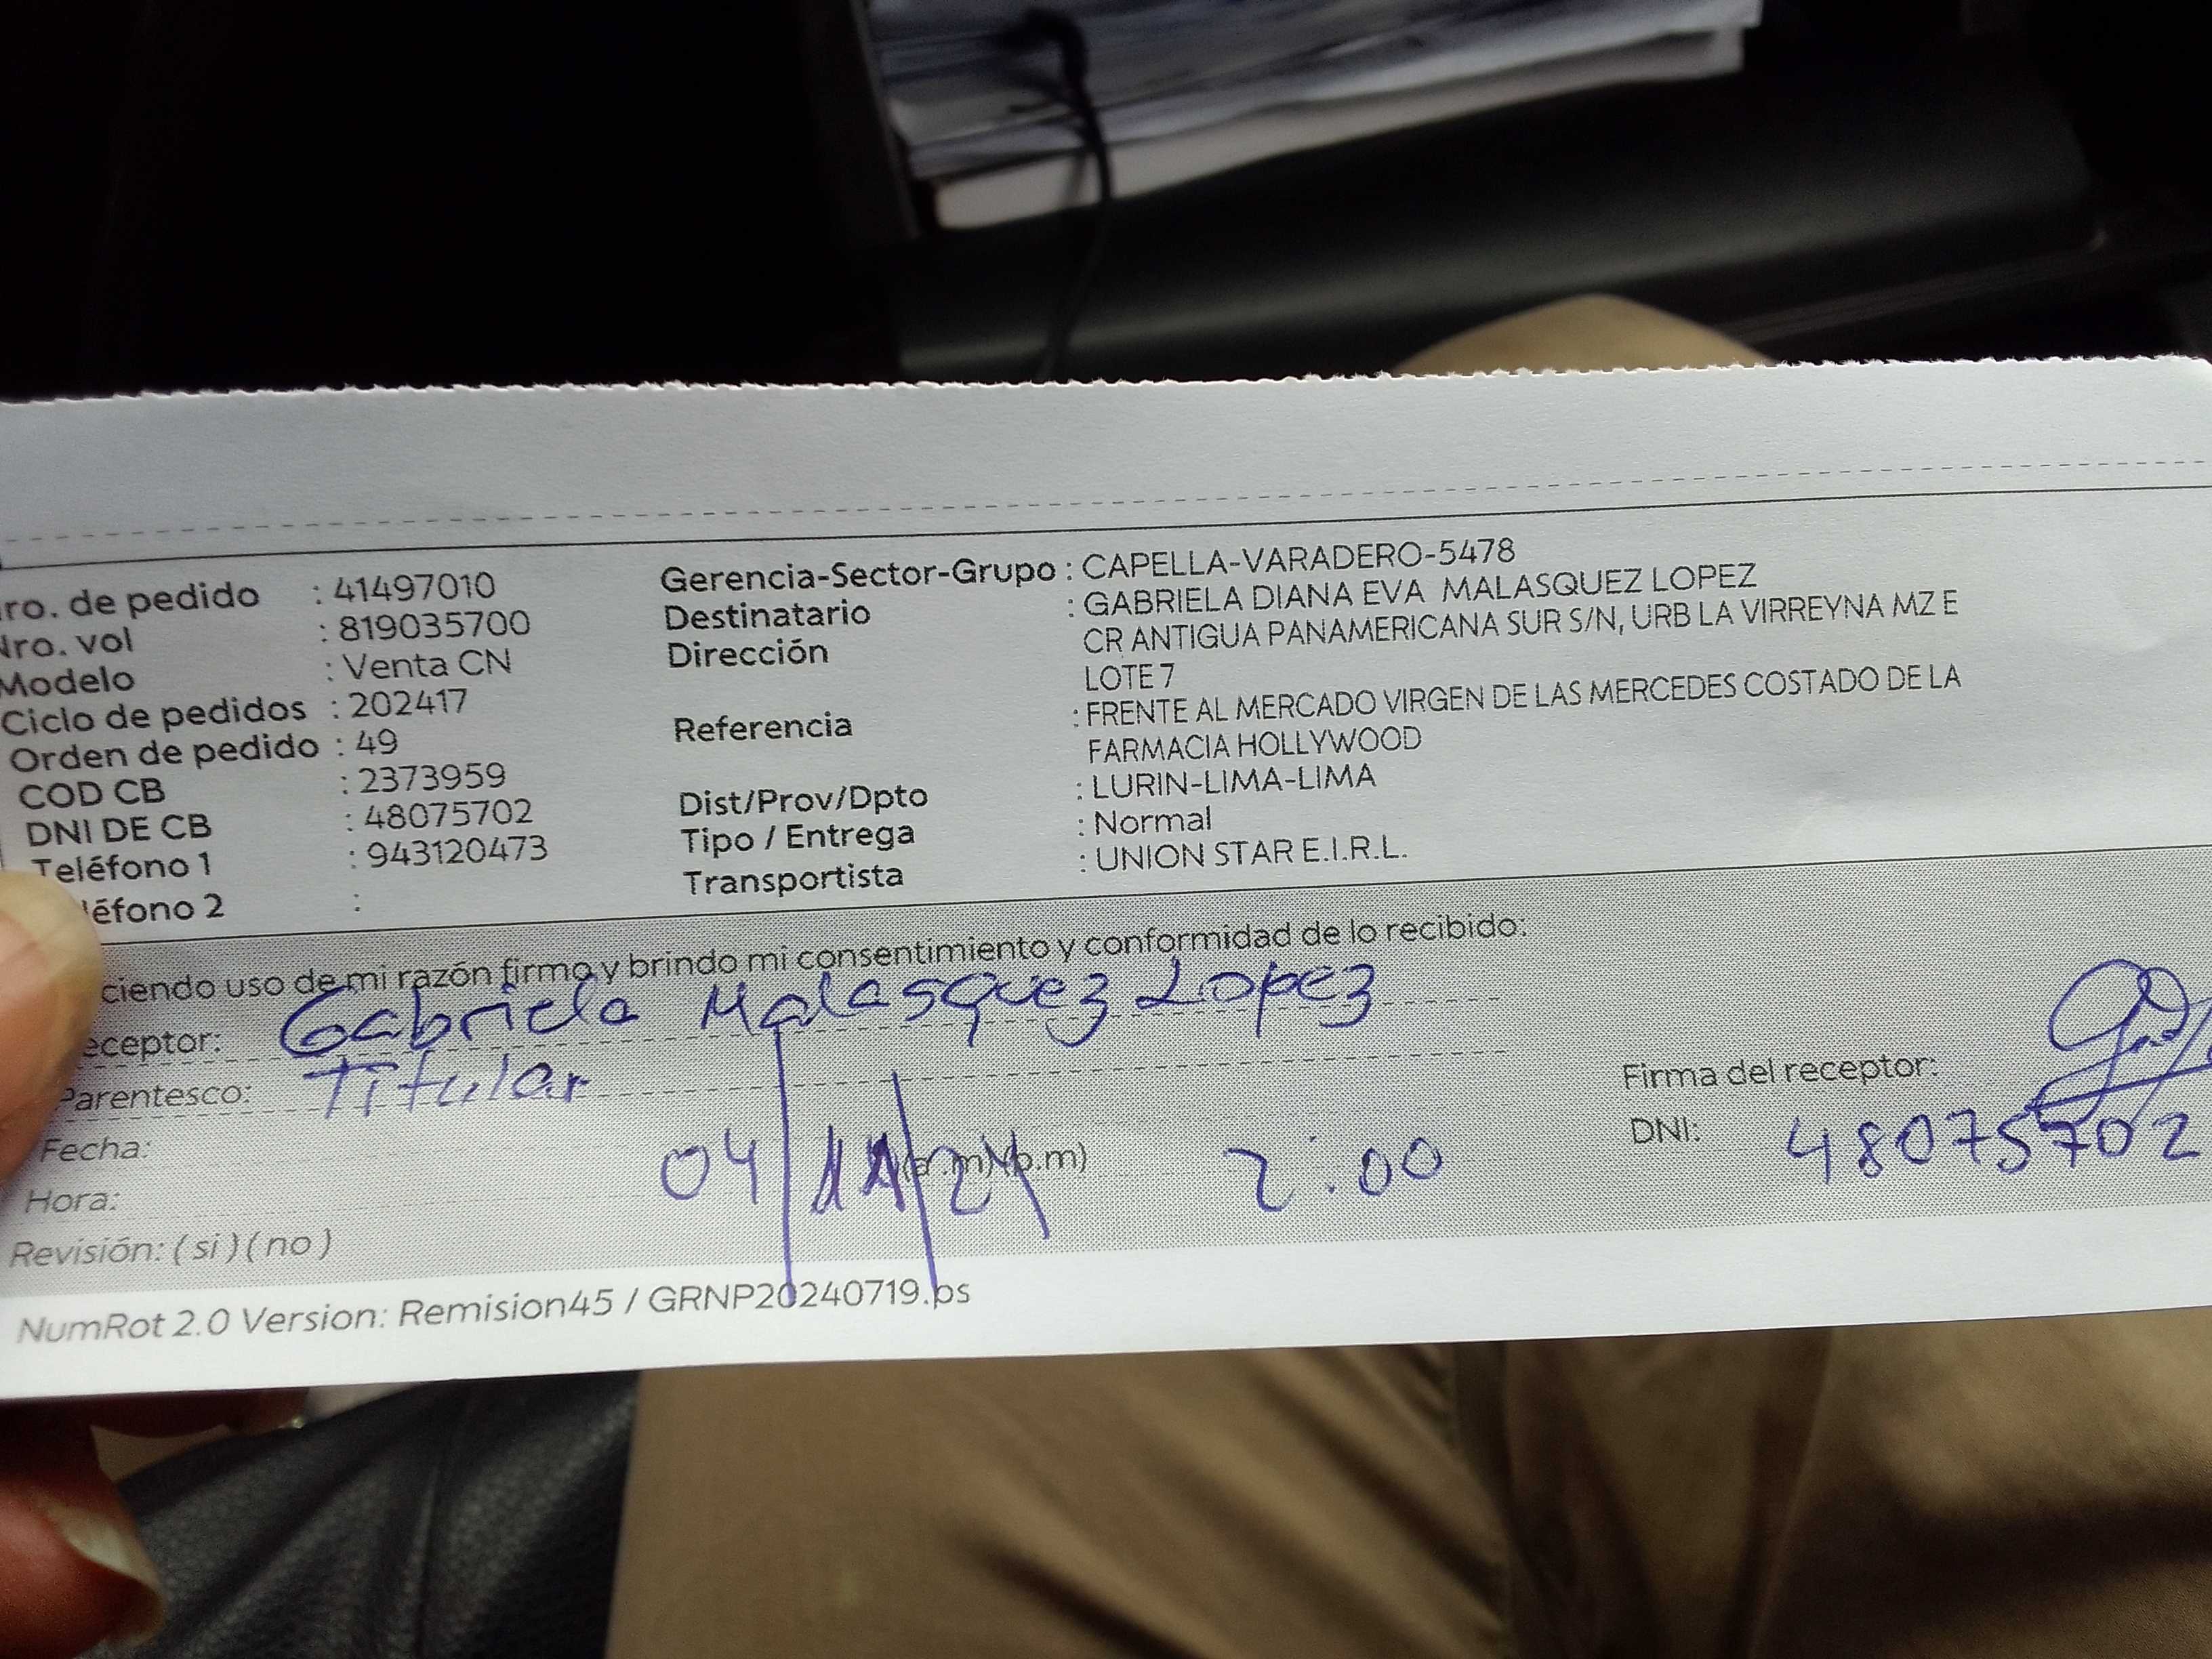 ro. de pedido : 41497010
Nro. vol : 819035700
Modelo : Venta CN
Ciclo de pedidos : 202417
Orden de pedido : 49
COD CB : 2373959
DNI DE CB : 48075702
Teléfono 1 : 943120473
léfono 2 :
Gerencia-Sector-Grupo : CAPELLA-VARADERO-5478
Destinatario : GABRIELA DIANA EVA MALASQUEZ LOPEZ
Dirección CR ANTIGUA PANAMERICANA SUR S/N, URB LA VIRREYNA MZ E
LOTE 7
Referencia : FRENTE AL MERCADO VIRGEN DE LAS MERCEDES COSTADO DE LA
FARMACIA HOLLYWOOD
Dist/Prov/Dpto : LURIN-LIMA-LIMA
Tipo / Entrega : Normal
Transportista : UNION STAR E.I.R.L.
ciendo uso de mi razón firmo y brindo mi consentimiento y conformidad de lo recibido:
eceptor: Gabriela Malasquez Lopez
Parentesco: Titular
Fecha: 04/11/24 2:00
Hora: (a.m) (p.m)
Revisión: ( si ) ( no )
Firma del receptor:
DNI: 48075702
NumRot 2.0 Version: Remision45 / GRNP20240719.ps